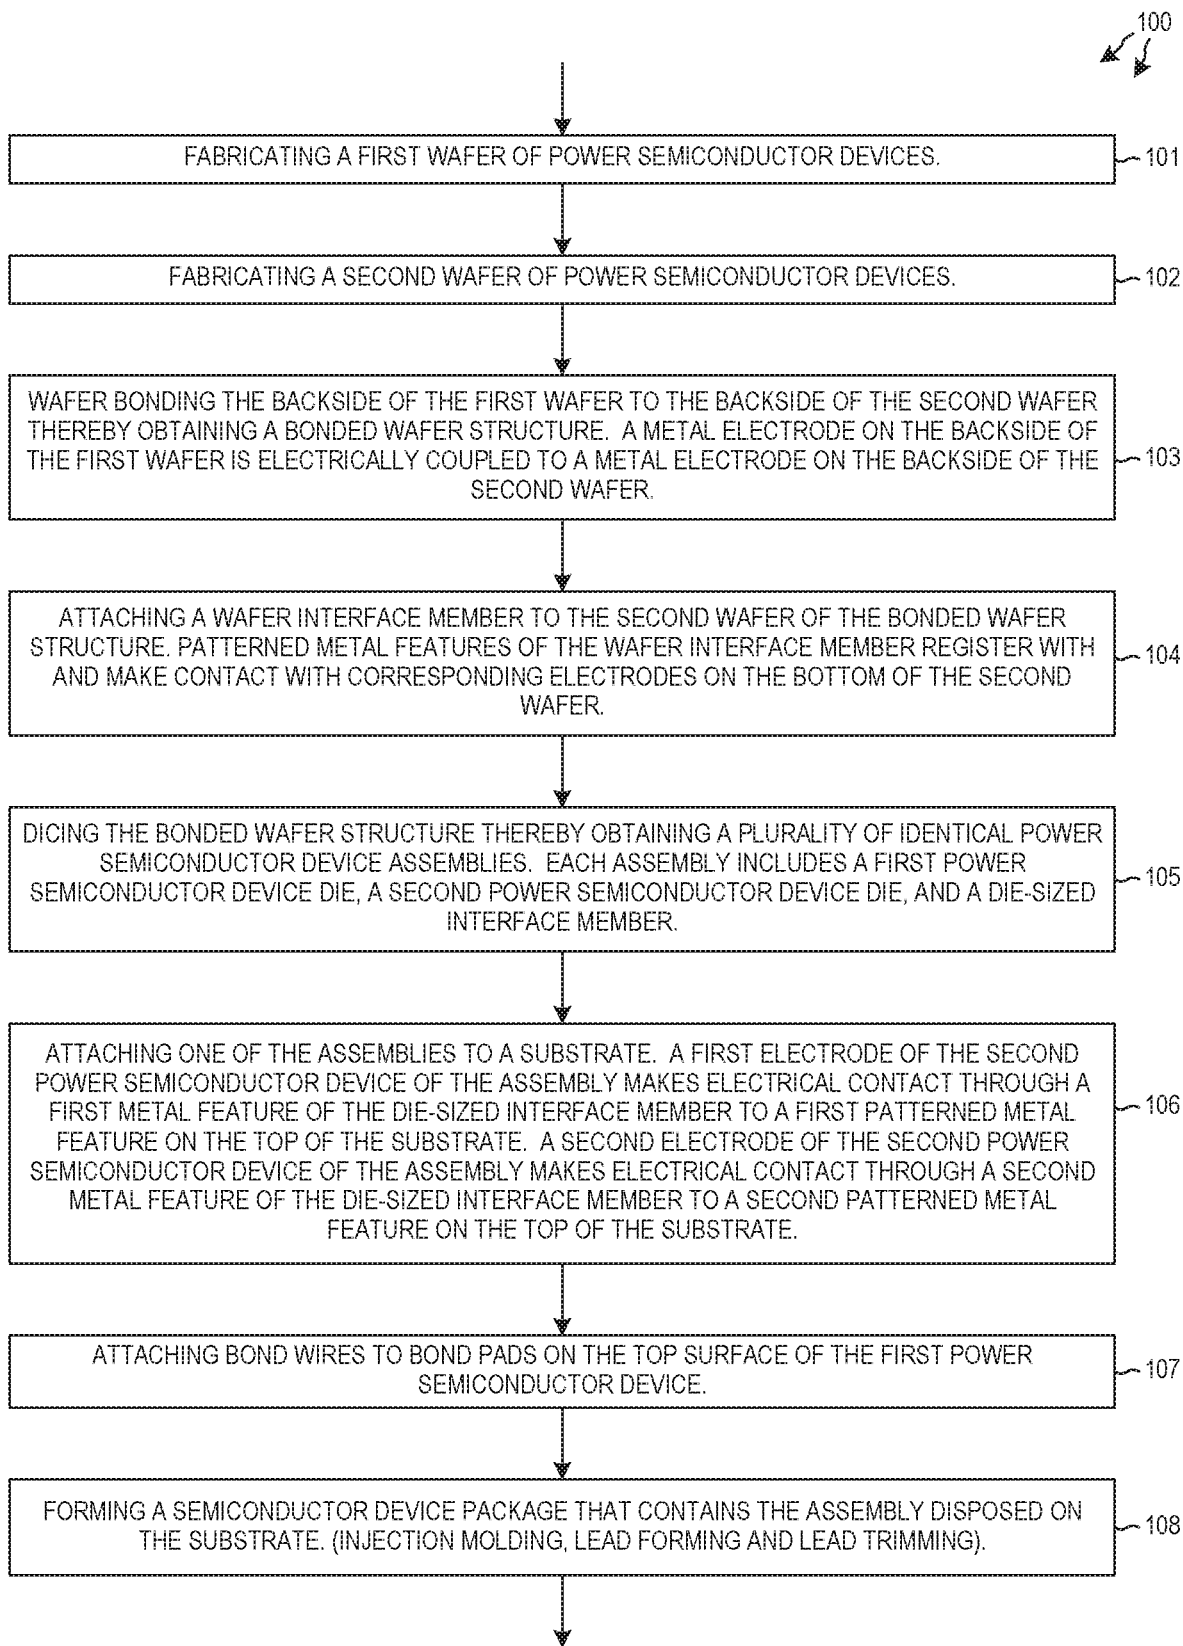 100
FABRICATING A FIRST WAFER OF POWER SEMICONDUCTOR DEVICES.
101
FABRICATING A SECOND WAFER OF POWER SEMICONDUCTOR DEVICES.
102
WAFER BONDING THE BACKSIDE OF THE FIRST WAFER TO THE BACKSIDE OF THE SECOND WAFER
THEREBY OBTAINING A BONDED WAFER STRUCTURE. A METAL ELECTRODE ON THE BACKSIDE OF
THE FIRST WAFER IS ELECTRICALLY COUPLED TO A METAL ELECTRODE ON THE BACKSIDE OF THE
SECOND WAFER.
103
ATTACHING A WAFER INTERFACE MEMBER TO THE SECOND WAFER OF THE BONDED WAFER
STRUCTURE. PATTERNED METAL FEATURES OF THE WAFER INTERFACE MEMBER REGISTER WITH
AND MAKE CONTACT WITH CORRESPONDING ELECTRODES ON THE BOTTOM OF THE SECOND
WAFER.
104
DICING THE BONDED WAFER STRUCTURE THEREBY OBTAINING A PLURALITY OF IDENTICAL POWER
SEMICONDUCTOR DEVICE ASSEMBLIES. EACH ASSEMBLY INCLUDES A FIRST POWER
SEMICONDUCTOR DEVICE DIE, A SECOND POWER SEMICONDUCTOR DEVICE DIE, AND A DIE-SIZED
INTERFACE MEMBER.
105
ATTACHING ONE OF THE ASSEMBLIES TO A SUBSTRATE. A FIRST ELECTRODE OF THE SECOND
POWER SEMICONDUCTOR DEVICE OF THE ASSEMBLY MAKES ELECTRICAL CONTACT THROUGH A
FIRST METAL FEATURE OF THE DIE-SIZED INTERFACE MEMBER TO A FIRST PATTERNED METAL
FEATURE ON THE TOP OF THE SUBSTRATE. A SECOND ELECTRODE OF THE SECOND POWER
SEMICONDUCTOR DEVICE OF THE ASSEMBLY MAKES ELECTRICAL CONTACT THROUGH A SECOND
METAL FEATURE OF THE DIE-SIZED INTERFACE MEMBER TO A SECOND PATTERNED METAL
FEATURE ON THE TOP OF THE SUBSTRATE.
106
ATTACHING BOND WIRES TO BOND PADS ON THE TOP SURFACE OF THE FIRST POWER
SEMICONDUCTOR DEVICE.
107
FORMING A SEMICONDUCTOR DEVICE PACKAGE THAT CONTAINS THE ASSEMBLY DISPOSED ON
THE SUBSTRATE. (INJECTION MOLDING, LEAD FORMING AND LEAD TRIMMING).
108